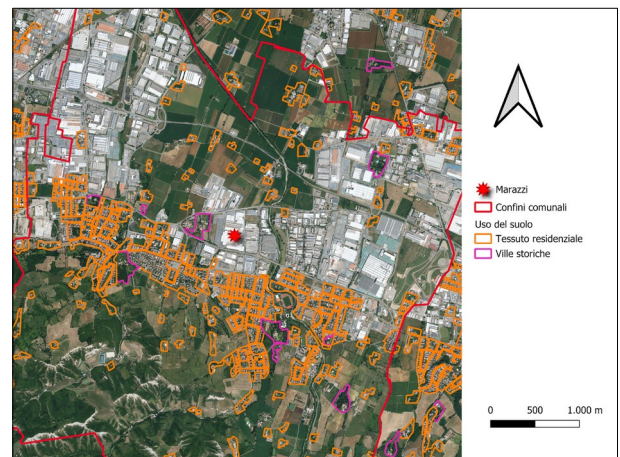 Marazzi
Confini comunali
Uso del suolo
Tessuto residenziale
Ville storiche
0 500 1.000 m